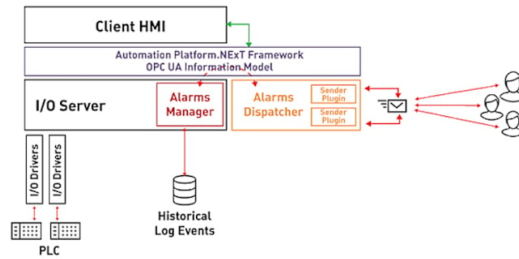 Client HMI
Automation Platform.NExT Framework
OPC UA Information Model
I/O Server
Alarms
Manager
Alarms
Dispatcher
Sender
Plugin
Sender
Plugin
I/O Drivers
I/O Drivers
PLC
Historical
Log Events